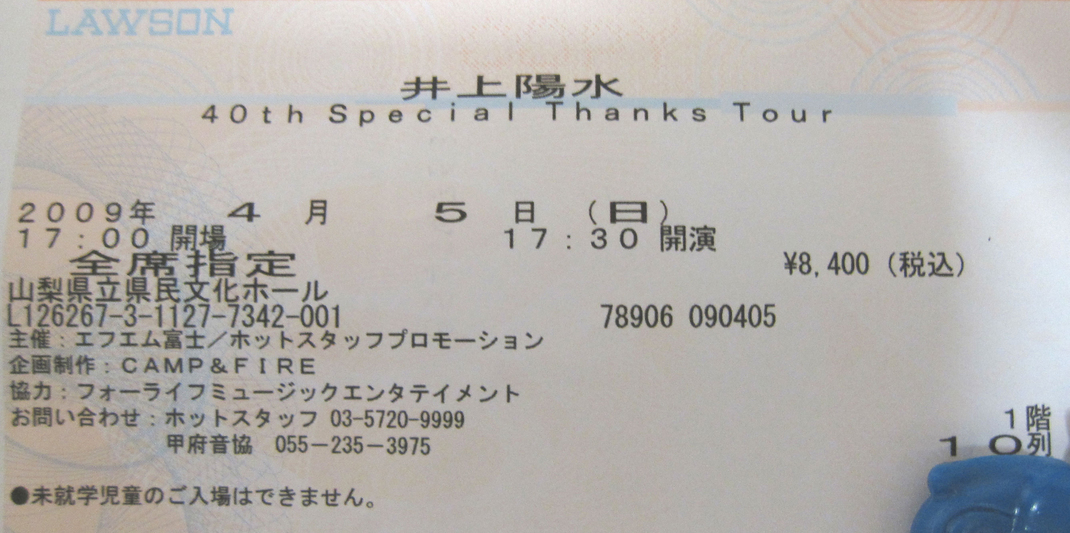 LAWSON
井上陽水
40th Special Thanks Tour
2009年 4 月 5 日 （日）
17：00 開場 17：30 開演
全席指定 ¥8,400（税込）
山梨県立県民文化ホール
L126267-3-1127-7342-001 78906 090405
主催：エフエム富士／ホットスタッフプロモーション
企画制作：CAMP＆FIRE
協力：フォーライフミュージックエンタテイメント
お問い合わせ：ホットスタッフ 03-5720-9999
甲府音協 055－235－3975
1階
10列
●未就学児童のご入場はできません。